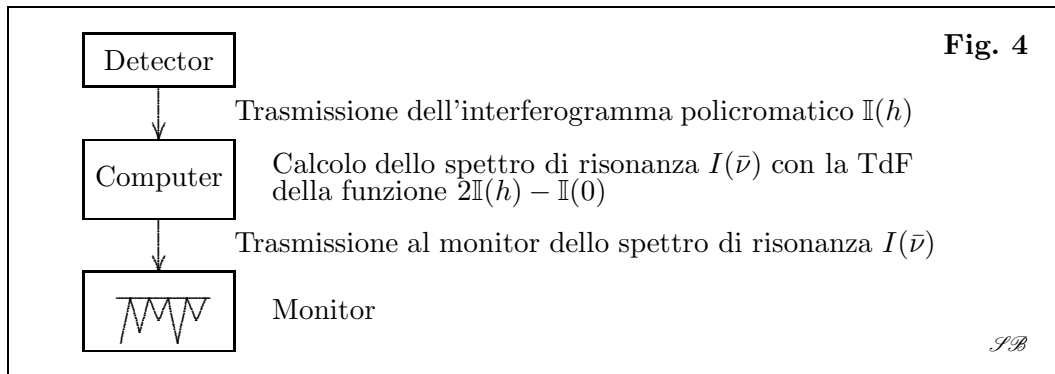 Fig. 4
Detector
Trasmissione dell'interferogramma policromatico 𝕀(h)
Computer
Calcolo dello spettro di risonanza I(ν̄) con la TdF
della funzione 2𝕀(h) − 𝕀(0)
Trasmissione al monitor dello spettro di risonanza I(ν̄)
Monitor
𝒮ℬ